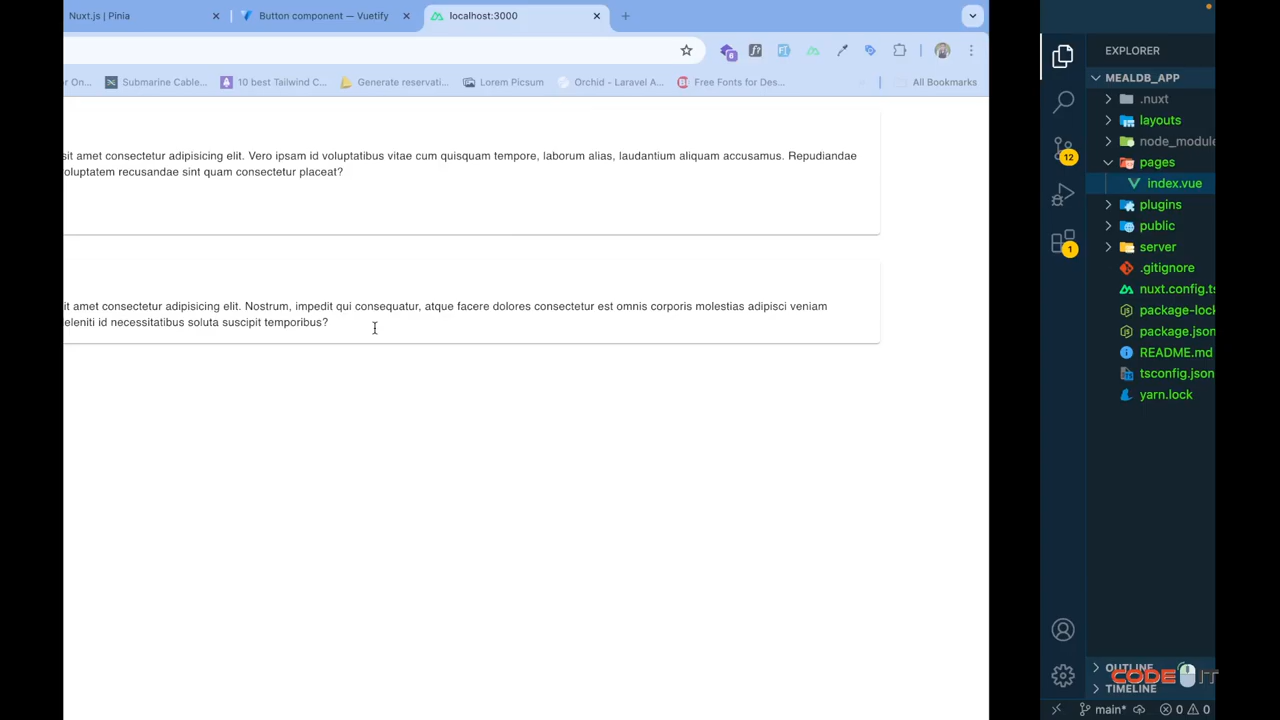 Nuxt.js | Pinia
Button component — Vuetify
localhost:3000
6
or On...
Submarine Cable...
10 best Tailwind C...
Generate reservati...
Lorem Picsum
Orchid - Laravel A...
Free Fonts for Des...
»
All Bookmarks
sit amet consectetur adipisicing elit. Vero ipsam id voluptatibus vitae cum quisquam tempore, laborum alias, laudantium aliquam accusamus. Repudiandae
oluptatem recusandae sint quam consectetur placeat?
it amet consectetur adipisicing elit. Nostrum, impedit qui consequatur, atque facere dolores consectetur est omnis corporis molestias adipisci veniam
eleniti id necessitatibus soluta suscipit temporibus?
EXPLORER
MEALDB_APP
.nuxt
layouts
node_module
pages
index.vue
plugins
public
server
.gitignore
nuxt.config.ts
package-lock
package.json
README.md
tsconfig.json
yarn.lock
12
1
OUTLINE
TIMELINE
CODE IT
main*
0
0